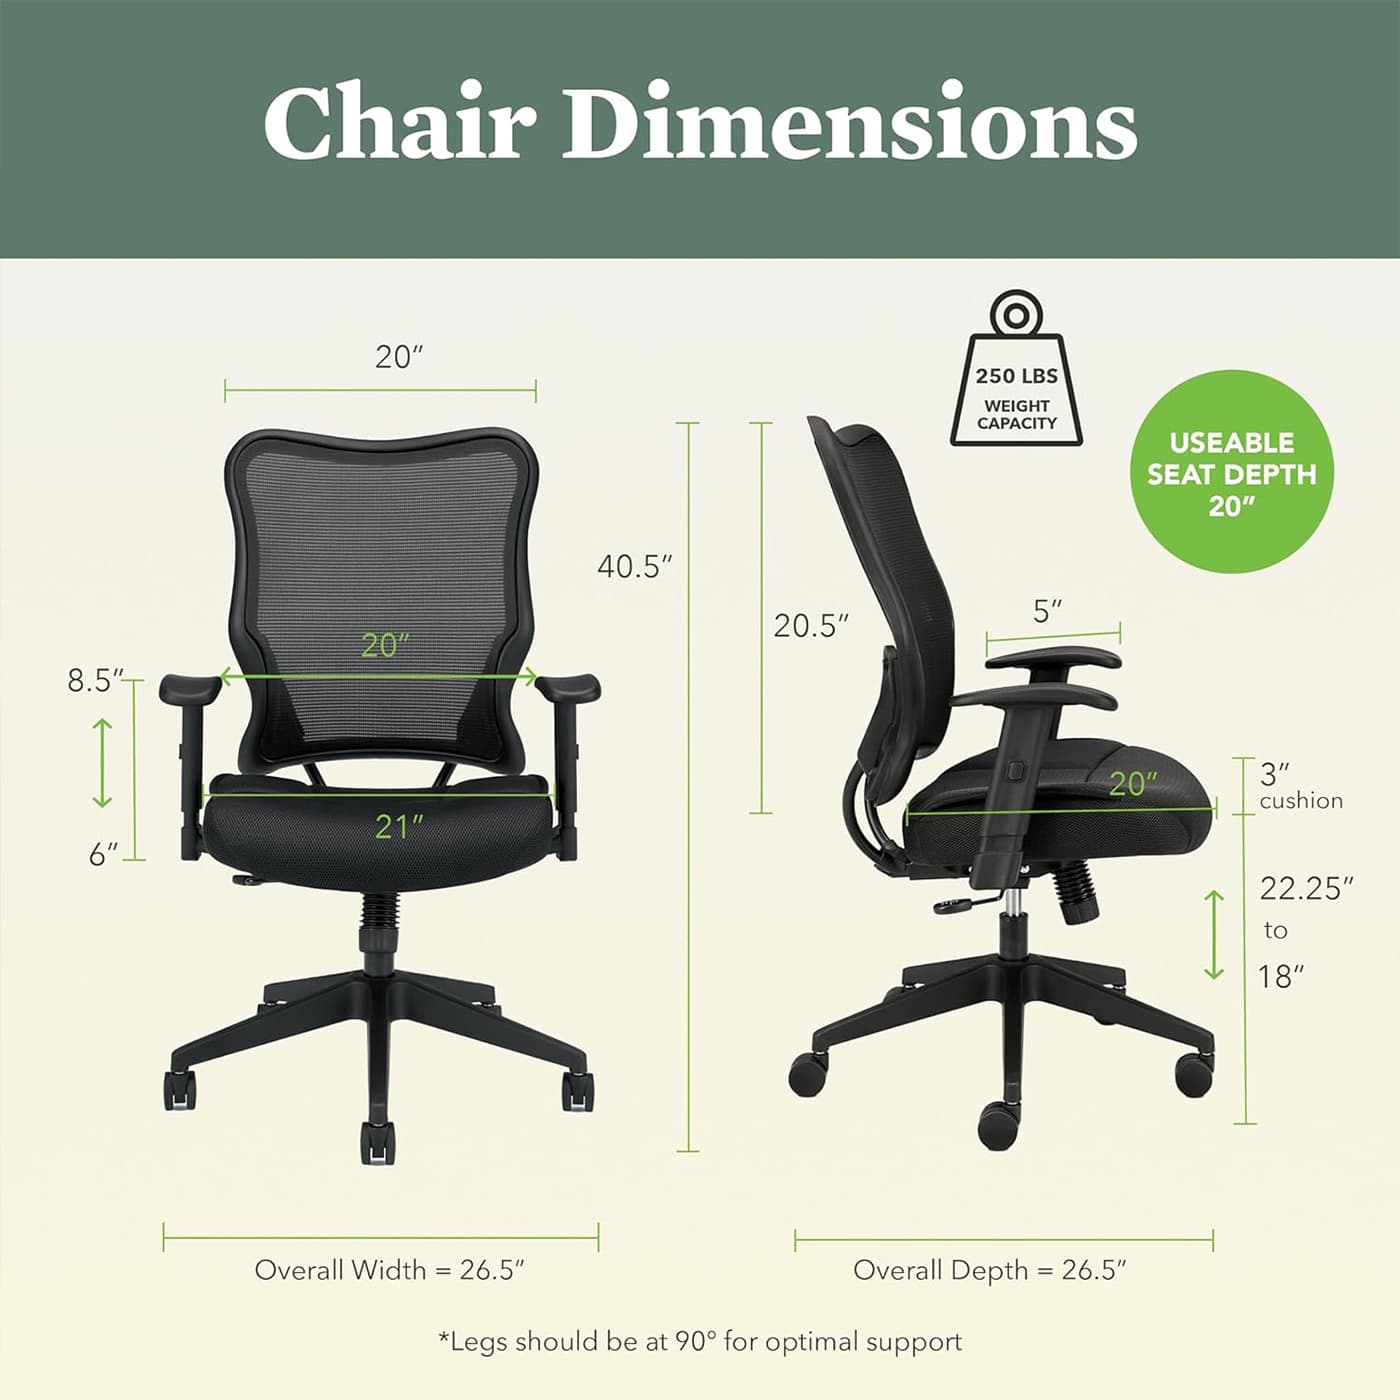 Chair Dimensions
20”
250 LBS
WEIGHT
CAPACITY
USEABLE
SEAT DEPTH
20”
40.5”
20.5”
5”
20”
8.5”
6”
21”
20”
3”
cushion
22.25”
to
18”
Overall Width = 26.5”
Overall Depth = 26.5”
*Legs should be at 90º for optimal support